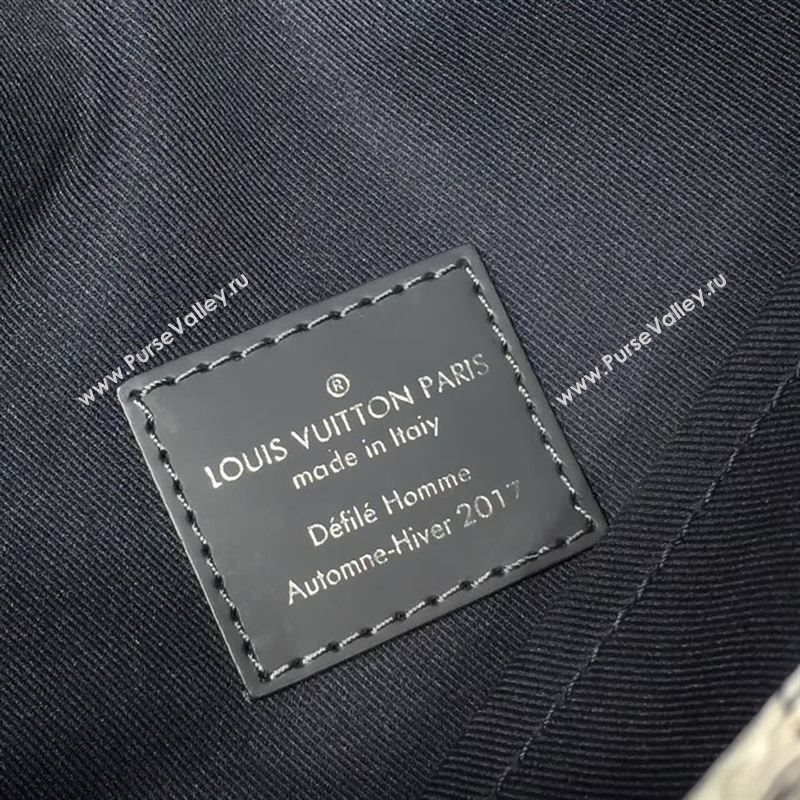 ®
LOUIS VUITTON PARIS
made in Italy
Défilé Homme
Automne-Hiver 2017
www.PurseValley.ru
www.PurseValley.ru